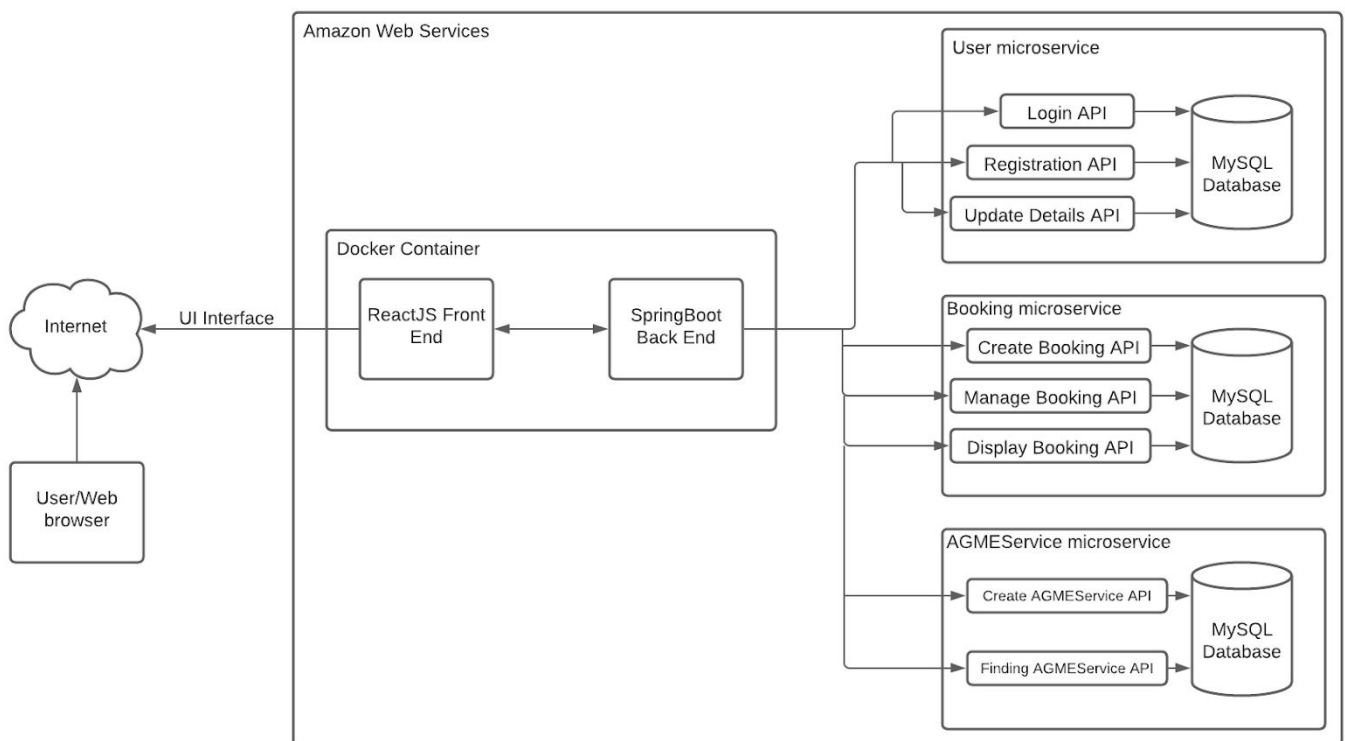 Amazon Web Services
User microservice
Login API
Registration API
Update Details API
MySQL
Database
Docker Container
ReactJS Front
End
SpringBoot
Back End
Internet
UI Interface
User/Web
browser
Booking microservice
Create Booking API
Manage Booking API
Display Booking API
MySQL
Database
AGMEService microservice
Create AGMEService API
Finding AGMEService API
MySQL
Database